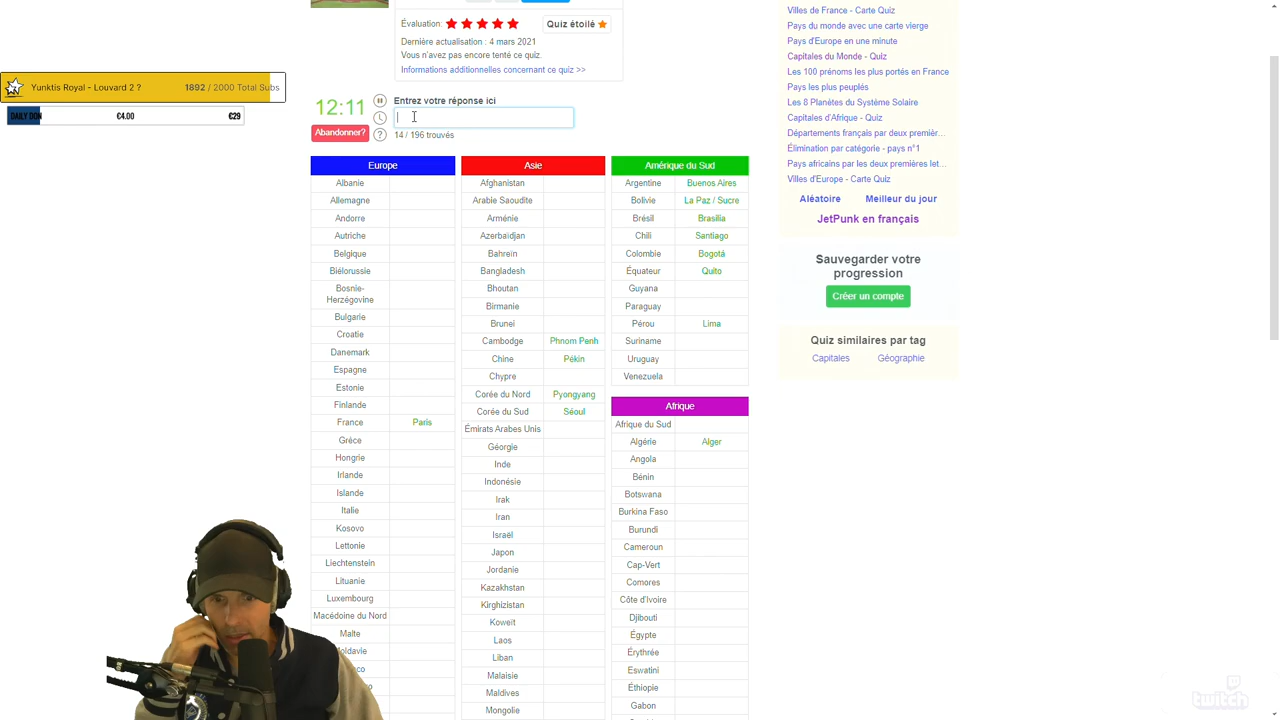 Évaluation :
Quiz étoilé
Dernière actualisation : 4 mars 2021
Vous n'avez pas encore tenté ce quiz.
Informations additionnelles concernant ce quiz >>
Yunktis Royal - Louvard 2 ?
1892 / 2000 Total Subs
DAILY DON
€4.00
€29
12:11
Entrez votre réponse ici
Abandonner?
?
14 / 196 trouvés
Europe
Albanie
Allemagne
Andorre
Autriche
Belgique
Biélorussie
Bosnie-
Herzégovine
Bulgarie
Croatie
Danemark
Espagne
Estonie
Finlande
France Paris
Grèce
Hongrie
Irlande
Islande
Italie
Kosovo
Lettonie
Liechtenstein
Lituanie
Luxembourg
Macédoine du Nord
Malte
Asie
Afghanistan
Arabie Saoudite
Arménie
Azerbaïdjan
Bahreïn
Bangladesh
Bhoutan
Birmanie
Brunei
Cambodge Phnom Penh
Chine Pékin
Chypre
Corée du Nord Pyongyang
Corée du Sud Séoul
Émirats Arabes Unis
Géorgie
Inde
Indonésie
Irak
Iran
Israël
Japon
Jordanie
Kazakhstan
Kirghizistan
Koweït
Laos
Liban
Malaisie
Maldives
Mongolie
Amérique du Sud
Argentine Buenos Aires
Bolivie La Paz / Sucre
Brésil Brasilia
Chili Santiago
Colombie Bogotá
Équateur Quito
Guyana
Paraguay
Pérou Lima
Suriname
Uruguay
Venezuela
Afrique
Afrique du Sud
Algérie Alger
Angola
Bénin
Botswana
Burkina Faso
Burundi
Cameroun
Cap-Vert
Comores
Côte d'Ivoire
Djibouti
Égypte
Érythrée
Eswatini
Éthiopie
Gabon
Villes de France - Carte Quiz
Pays du monde avec une carte vierge
Pays d'Europe en une minute
Capitales du Monde - Quiz
Les 100 prénoms les plus portés en France
Pays les plus peuplés
Les 8 Planètes du Système Solaire
Capitales d'Afrique - Quiz
Départements français par deux premièr...
Élimination par catégorie - pays n°1
Pays africains par les deux premières let...
Villes d'Europe - Carte Quiz
Aléatoire
Meilleur du jour
JetPunk en français
Sauvegarder votre
progression
Créer un compte
Quiz similaires par tag
Capitales
Géographie
twitch